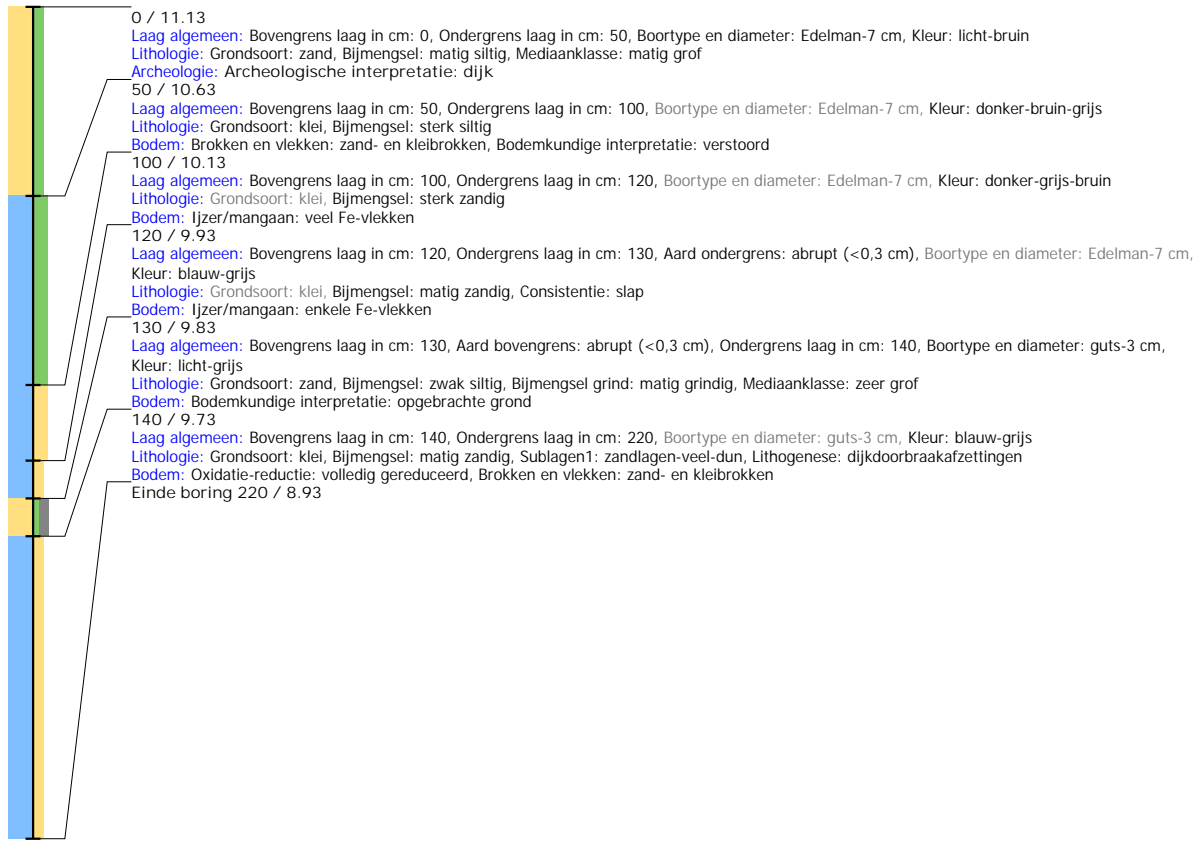 0 / 11.13
Laag algemeen: Bovengrens laag in cm: 0, Ondergrens laag in cm: 50, Boortype en diameter: Edelman-7 cm, Kleur: licht-bruin
Lithologie: Grondsoort: zand, Bijmengsel: matig siltig, Mediaanklasse: matig grof
Archeologie: Archeologische interpretatie: dijk
50 / 10.63
Laag algemeen: Bovengrens laag in cm: 50, Ondergrens laag in cm: 100, Boortype en diameter: Edelman-7 cm, Kleur: donker-bruin-grijs
Lithologie: Grondsoort: klei, Bijmengsel: sterk siltig
Bodem: Brokken en vlekken: zand- en kleibrokken, Bodemkundige interpretatie: verstoord
100 / 10.13
Laag algemeen: Bovengrens laag in cm: 100, Ondergrens laag in cm: 120, Boortype en diameter: Edelman-7 cm, Kleur: donker-grijs-bruin
Lithologie: Grondsoort: klei, Bijmengsel: sterk zandig
Bodem: Ijzer/mangaan: veel Fe-vlekken
120 / 9.93
Laag algemeen: Bovengrens laag in cm: 120, Ondergrens laag in cm: 130, Aard ondergrens: abrupt (<0,3 cm), Boortype en diameter: Edelman-7 cm,
Kleur: blauw-grijs
Lithologie: Grondsoort: klei, Bijmengsel: matig zandig, Consistentie: slap
Bodem: Ijzer/mangaan: enkele Fe-vlekken
130 / 9.83
Laag algemeen: Bovengrens laag in cm: 130, Aard bovengrens: abrupt (<0,3 cm), Ondergrens laag in cm: 140, Boortype en diameter: guts-3 cm,
Kleur: licht-grijs
Lithologie: Grondsoort: zand, Bijmengsel: zwak siltig, Bijmengsel grind: matig grindig, Mediaanklasse: zeer grof
Bodem: Bodemkundige interpretatie: opgebrachte grond
140 / 9.73
Laag algemeen: Bovengrens laag in cm: 140, Ondergrens laag in cm: 220, Boortype en diameter: guts-3 cm, Kleur: blauw-grijs
Lithologie: Grondsoort: klei, Bijmengsel: matig zandig, Sublagen1: zandlagen-veel-dun, Lithogenese: dijkdoorbraakafzettingen
Bodem: Oxidatie-reductie: volledig gereduceerd, Brokken en vlekken: zand- en kleibrokken
Einde boring 220 / 8.93